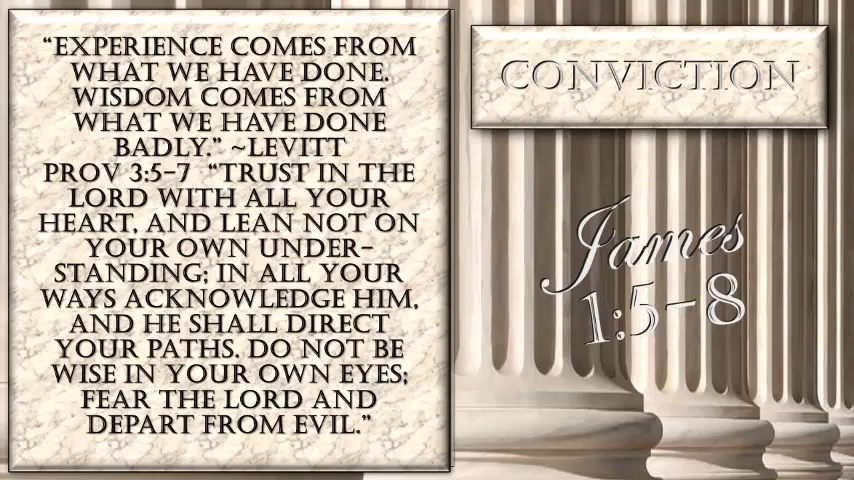 “EXPERIENCE COMES FROM
WHAT WE HAVE DONE.
WISDOM COMES FROM
WHAT WE HAVE DONE
BADLY.” ~LEVITT
PROV 3:5-7 “TRUST IN THE
LORD WITH ALL YOUR
HEART, AND LEAN NOT ON
YOUR OWN UNDER-
STANDING; IN ALL YOUR
WAYS ACKNOWLEDGE HIM,
AND HE SHALL DIRECT
YOUR PATHS. DO NOT BE
WISE IN YOUR OWN EYES;
FEAR THE LORD AND
DEPART FROM EVIL.”
CONVICTION
James
1:5-8